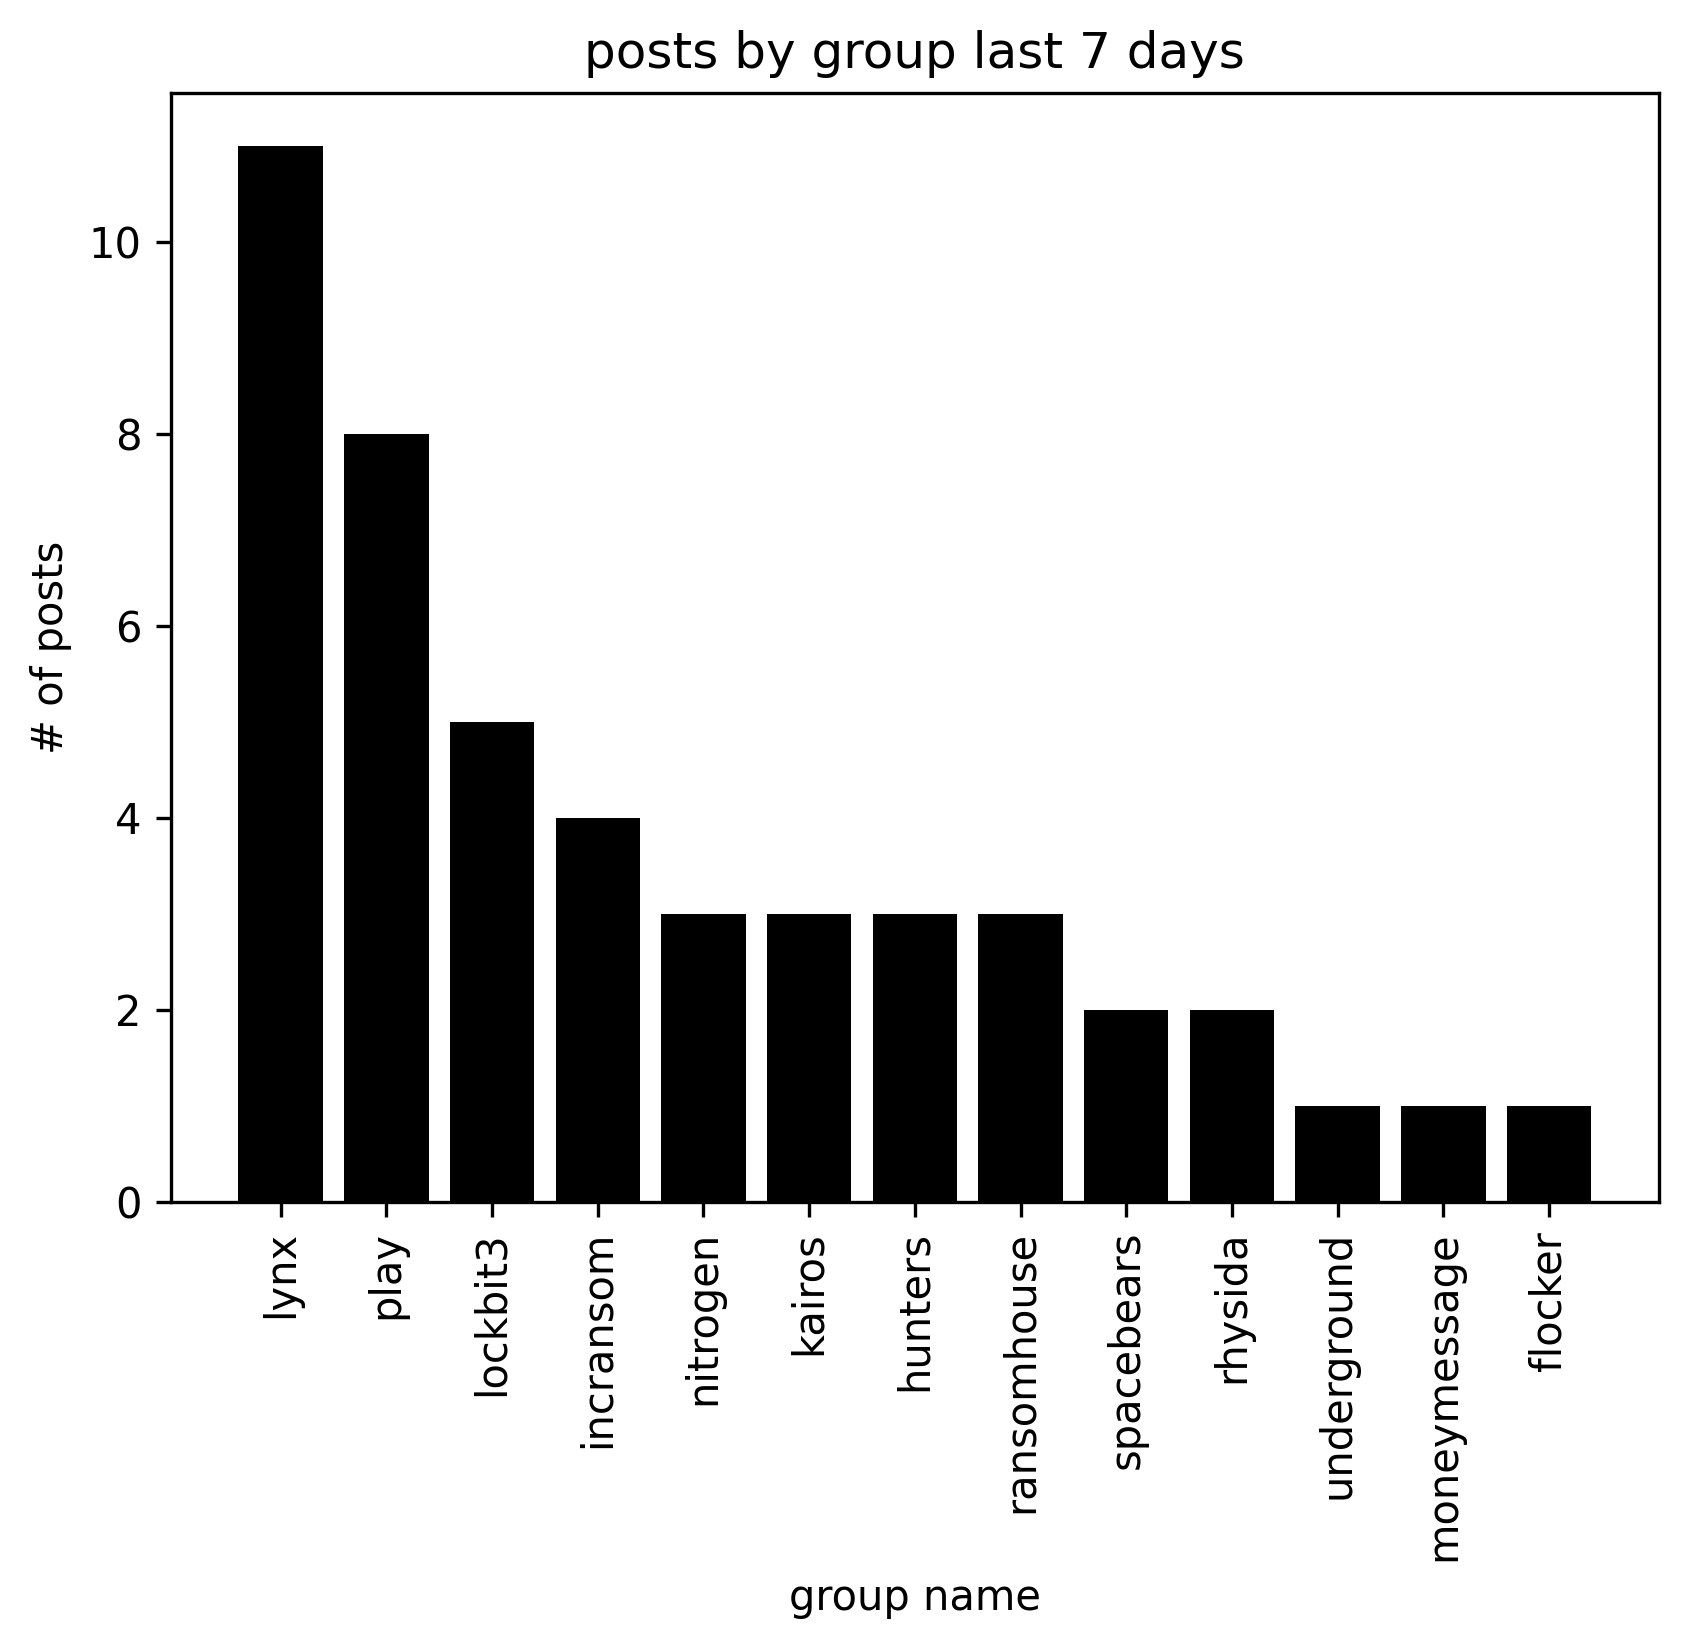 posts by group last 7 days
# of posts
10
8
6
4
2
0
lynx
play
lockbit3
incransom
nitrogen
kairos
hunters
ransomhouse
spacebears
rhysida
underground
moneymessage
flocker
group name